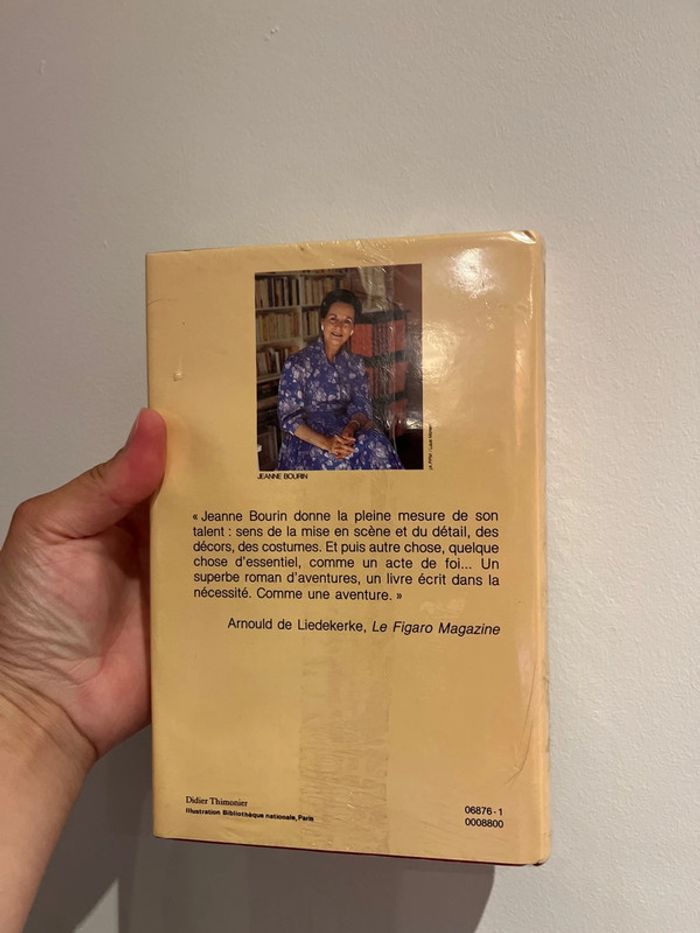 JEANNE BOURIN
« Jeanne Bourin donne la pleine mesure de son
talent : sens de la mise en scène et du détail, des
décors, des costumes. Et puis autre chose, quelque
chose d'essentiel, comme un acte de foi... Un
superbe roman d'aventures, un livre écrit dans la
nécessité. Comme une aventure. »
Arnould de Liedekerke, Le Figaro Magazine
Didier Thimonier
Illustration Bibliothèque nationale, Paris
06876-1
0008800